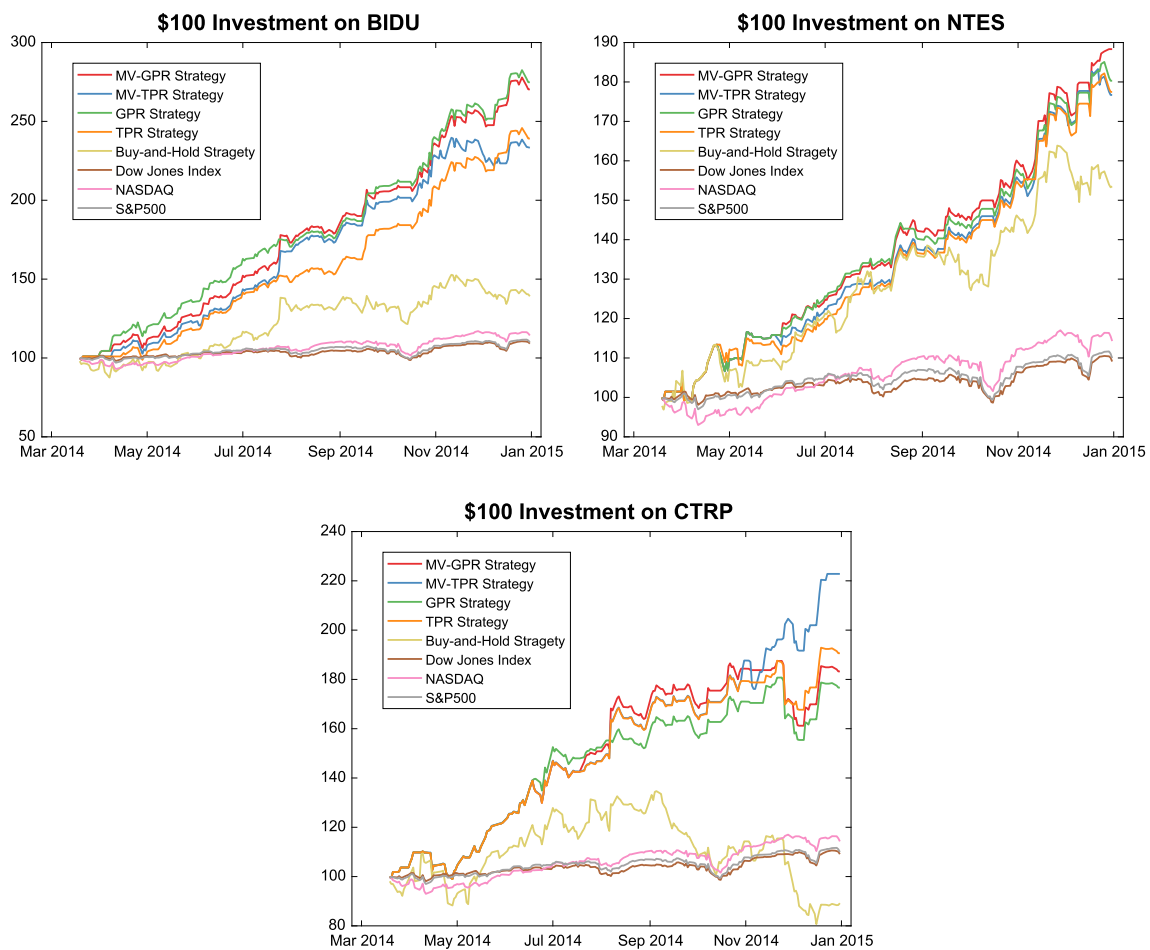 $100 Investment on BIDU
300
250
200
150
100
50
MV-GPR Strategy
MV-TPR Strategy
GPR Strategy
TPR Strategy
Buy-and-Hold Stragety
Dow Jones Index
NASDAQ
S&P500
Mar 2014 May 2014 Jul 2014 Sep 2014 Nov 2014 Jan 2015
$100 Investment on NTES
190
180
170
160
150
140
130
120
110
100
90
MV-GPR Strategy
MV-TPR Strategy
GPR Strategy
TPR Strategy
Buy-and-Hold Stragety
Dow Jones Index
NASDAQ
S&P500
Mar 2014 May 2014 Jul 2014 Sep 2014 Nov 2014 Jan 2015
$100 Investment on CTRP
240
220
200
180
160
140
120
100
80
MV-GPR Strategy
MV-TPR Strategy
GPR Strategy
TPR Strategy
Buy-and-Hold Stragety
Dow Jones Index
NASDAQ
S&P500
Mar 2014 May 2014 Jul 2014 Sep 2014 Nov 2014 Jan 2015